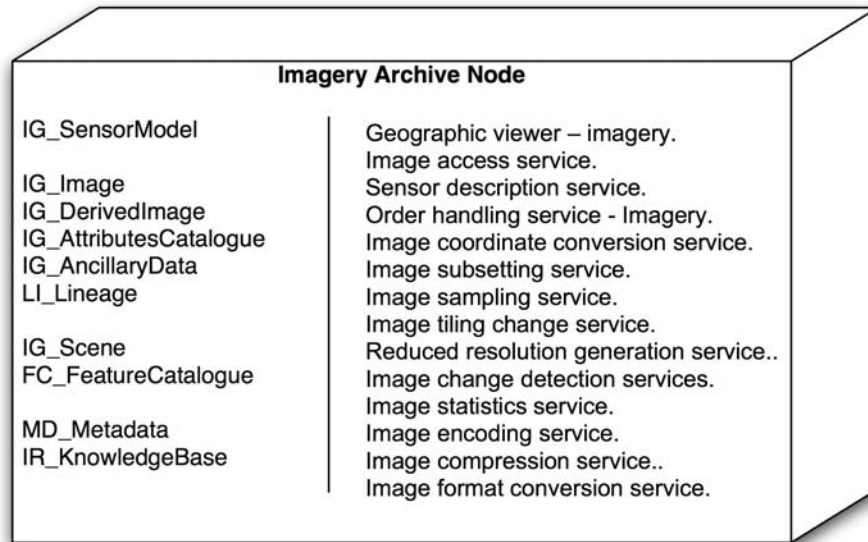 Imagery Archive Node
IG_SensorModel
IG_Image
IG_DerivedImage
IG_AttributesCatalogue
IG_AncillaryData
LI_Lineage
IG_Scene
FC_FeatureCatalogue
MD_Metadata
IR_KnowledgeBase
Geographic viewer – imagery.
Image access service.
Sensor description service.
Order handling service - Imagery.
Image coordinate conversion service.
Image subsetting service.
Image sampling service.
Image tiling change service.
Reduced resolution generation service..
Image change detection services.
Image statistics service.
Image encoding service.
Image compression service..
Image format conversion service.